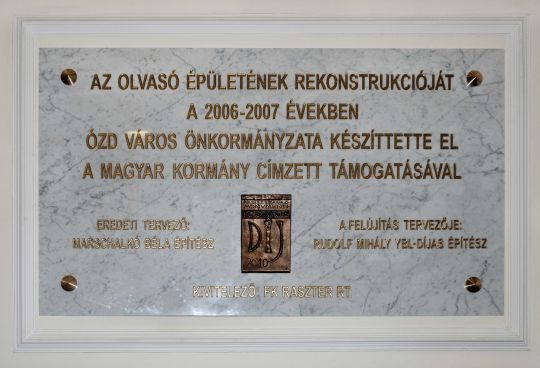 AZ OLVASÓ ÉPÜLETÉNEK REKONSTRUKCIÓJÁT
A 2006-2007 ÉVEKBEN
ÓZD VÁROS ÖNKORMÁNYZATA KÉSZÍTTETTE EL
A MAGYAR KORMÁNY CÍMZETT TÁMOGATÁSÁVAL
EREDETI TERVEZŐ:
MARSCHALKÓ BÉLA ÉPÍTÉSZ
DÍJ
2010
A FELÚJÍTÁS TERVEZŐJE:
RUDOLF MIHÁLY YBL-DÍJAS ÉPÍTÉSZ
KIVITELEZŐ FK RASZTER RT.